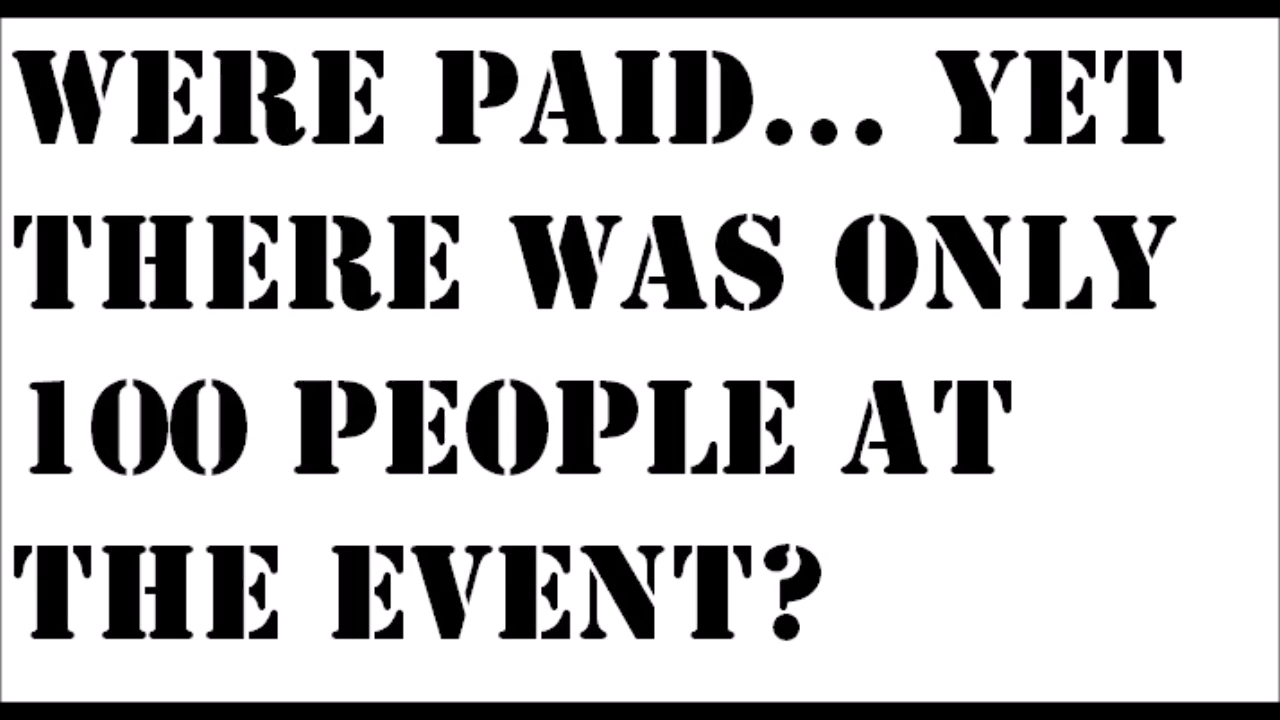 WERE PAID... YET
THERE WAS ONLY
100 PEOPLE AT
THE EVENT?